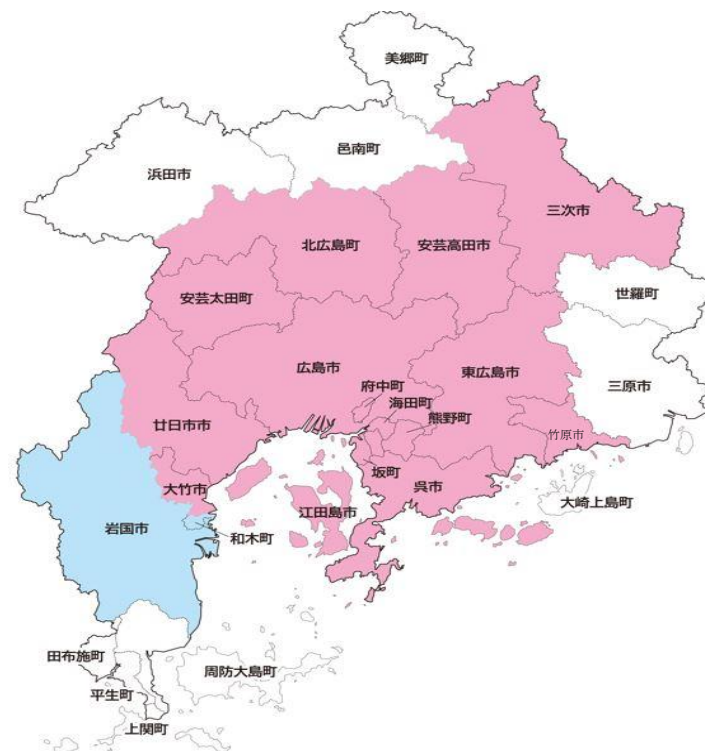 美郷町
邑南町
浜田市
三次市
北広島町
安芸高田市
世羅町
安芸太田町
広島市
東広島市
府中町
三原市
海田町
熊野町
廿日市市
竹原市
坂町
大竹市
呉市
大崎上島町
江田島市
岩国市
和木町
田布施町
周防大島町
平生町
上関町